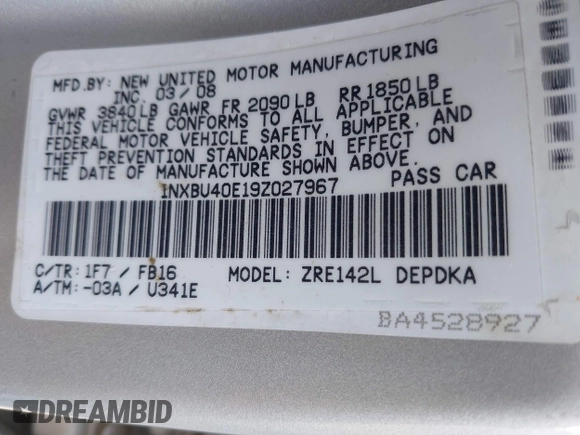 MFD.BY: NEW UNITED MOTOR MANUFACTURING
INC. 03/08
GVWR 3840LB GAWR FR 2090LB RR 1850LB
THIS VEHICLE CONFORMS TO ALL APPLICABLE
FEDERAL MOTOR VEHICLE SAFETY, BUMPER, AND
THEFT PREVENTION STANDARDS IN EFFECT ON
THE DATE OF MANUFACTURE SHOWN ABOVE.
1NXBU40E19Z027967 PASS CAR
C/TR: 1F7 / FB16 MODEL: ZRE142L DEPDKA
A/TM: -03A / U341E
BA4528927
DREAMBID